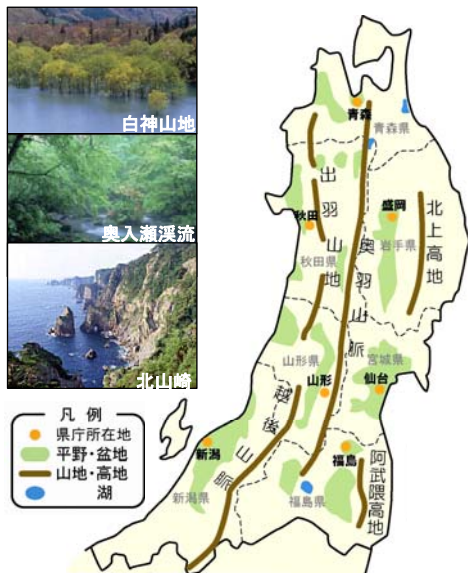 白神山地
奥入瀬渓流
北山崎
凡例
県庁所在地
平野・盆地
山地・高地
湖
青森
青森県
出羽山地
秋田
秋田県
盛岡
岩手県
北上高地
奥羽山脈
山形県
山形
宮城県
仙台
越後山脈
新潟
新潟県
福島
福島県
阿武隈高地